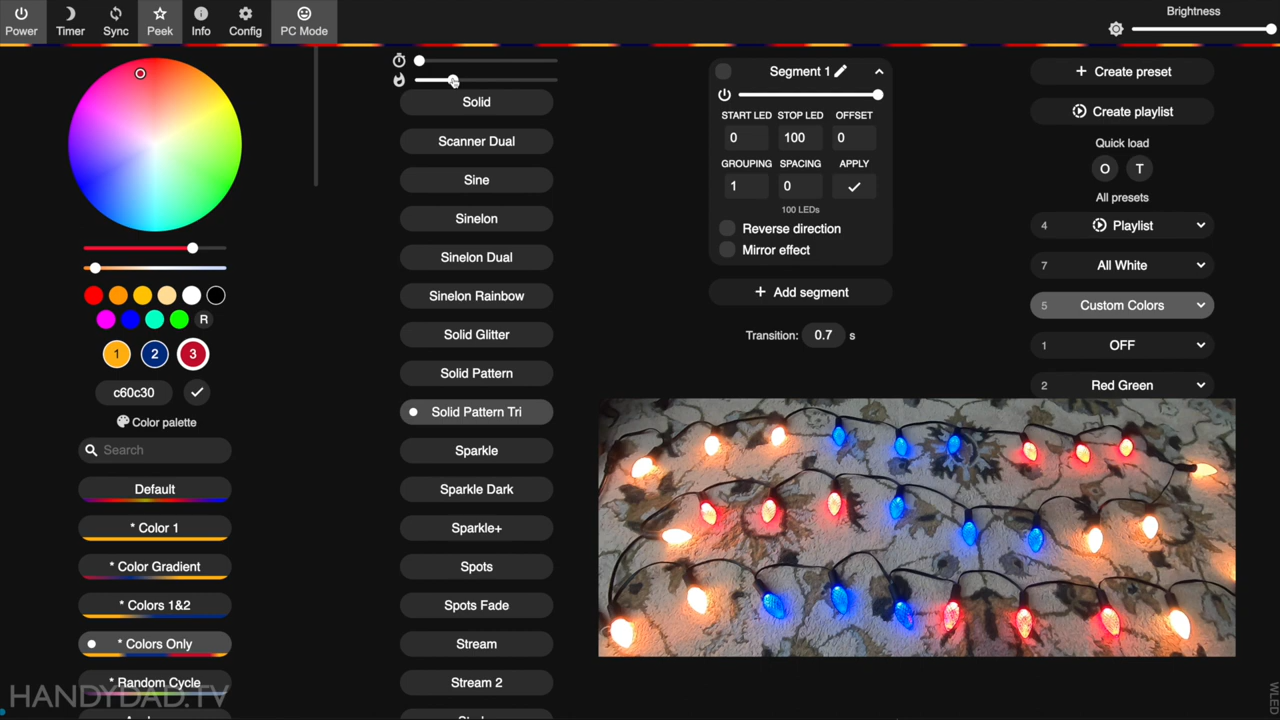 Power
Timer
Sync
Peek
Info
Config
PC Mode
Brightness
1
2
3
c60c30
R
Color palette
Search
Default
* Color 1
* Color Gradient
* Colors 1&2
* Colors Only
* Random Cycle
HANDYDAD.TV
Solid
Scanner Dual
Sine
Sinelon
Sinelon Dual
Sinelon Rainbow
Solid Glitter
Solid Pattern
Solid Pattern Tri
Sparkle
Sparkle Dark
Sparkle+
Spots
Spots Fade
Stream
Stream 2
Segment 1
START LED STOP LED OFFSET
0 100 0
GROUPING SPACING APPLY
1 0
100 LEDs
Reverse direction
Mirror effect
+ Add segment
Transition: 0.7 s
+ Create preset
Create playlist
Quick load
O T
All presets
4 Playlist
7 All White
5 Custom Colors
1 OFF
2 Red Green
WLED